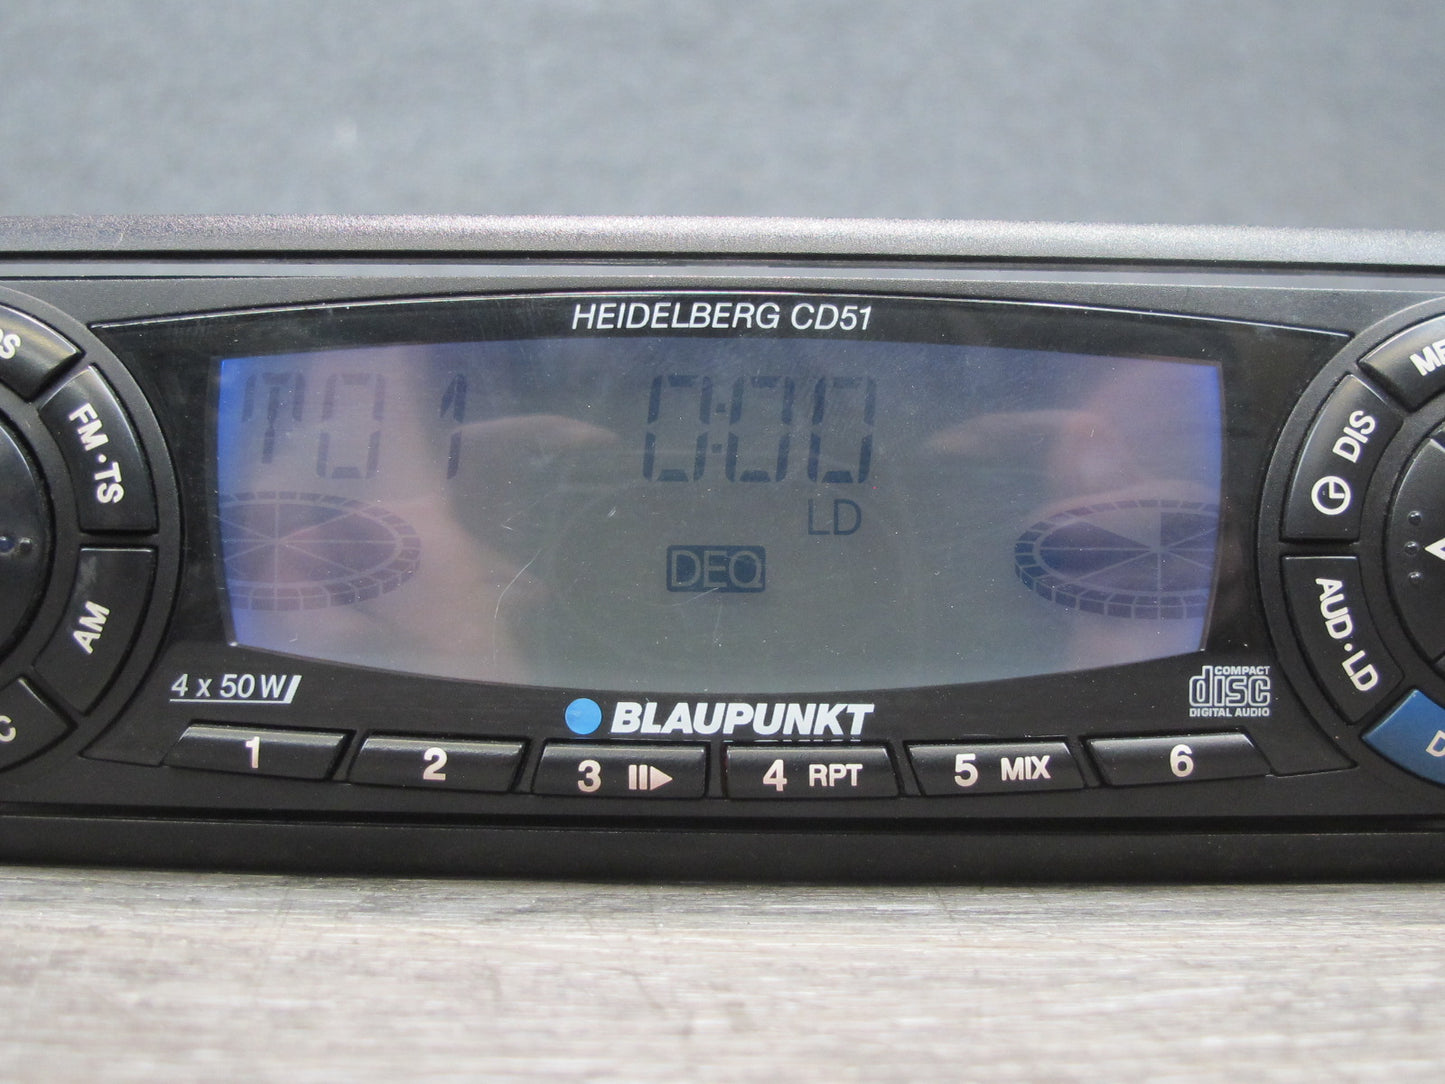 HEIDELBERG CD51
FM·TS
AM
T01 0:00
LD
DEQ
DIS
AUD·LD
4 x 50W
BLAUPUNKT
COMPACT
disc
DIGITAL AUDIO
1 2 3 4 RPT 5 MIX 6